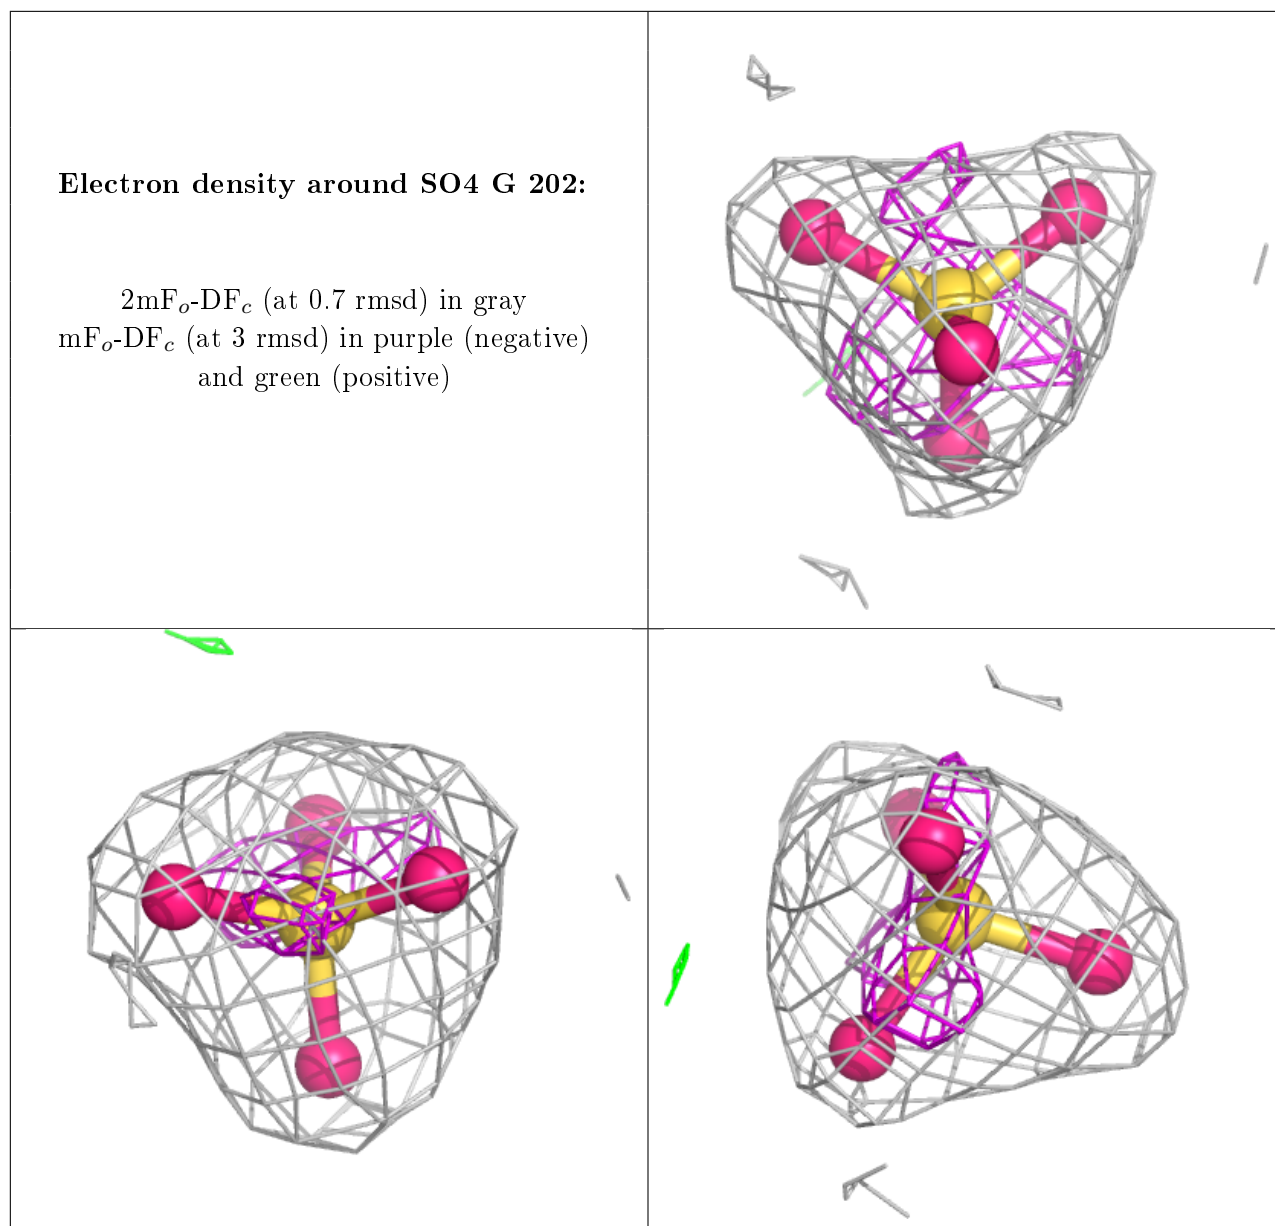 Electron density around SO4 G 202:
2mFo-DFc (at 0.7 rmsd) in gray
mFo-DFc (at 3 rmsd) in purple (negative)
and green (positive)